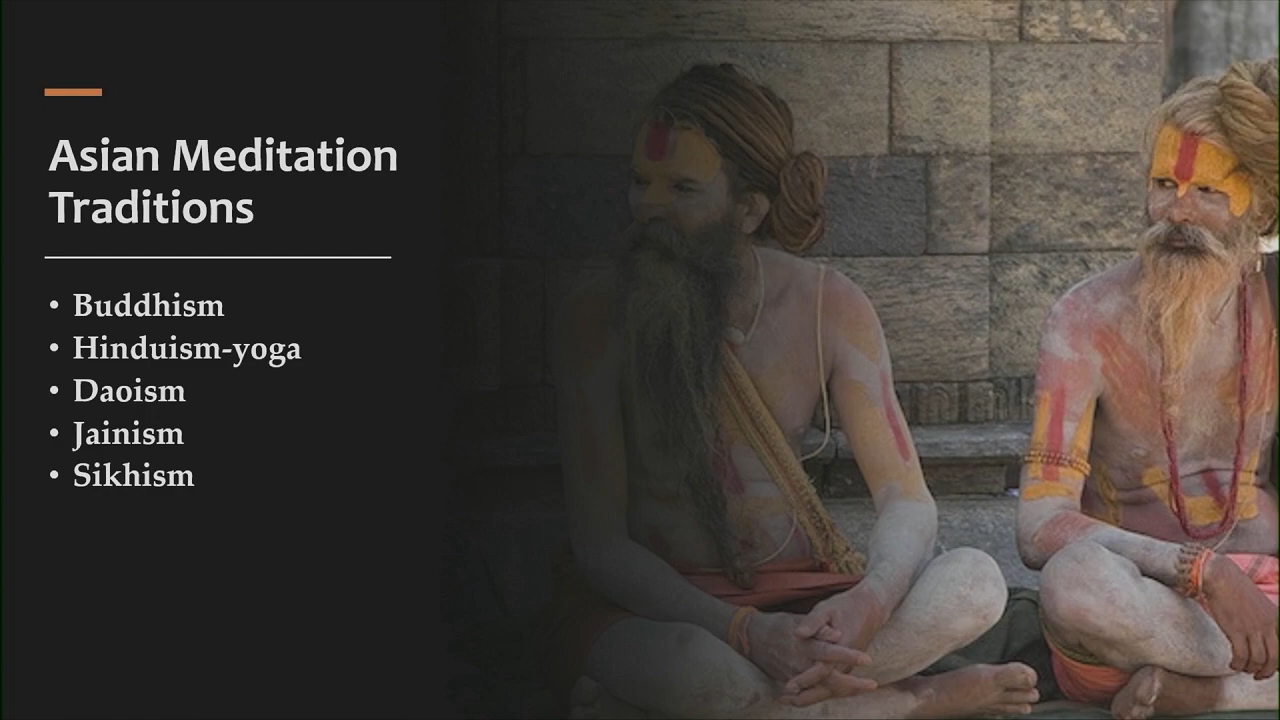 Asian Meditation
Traditions
• Buddhism
• Hinduism-yoga
• Daoism
• Jainism
• Sikhism